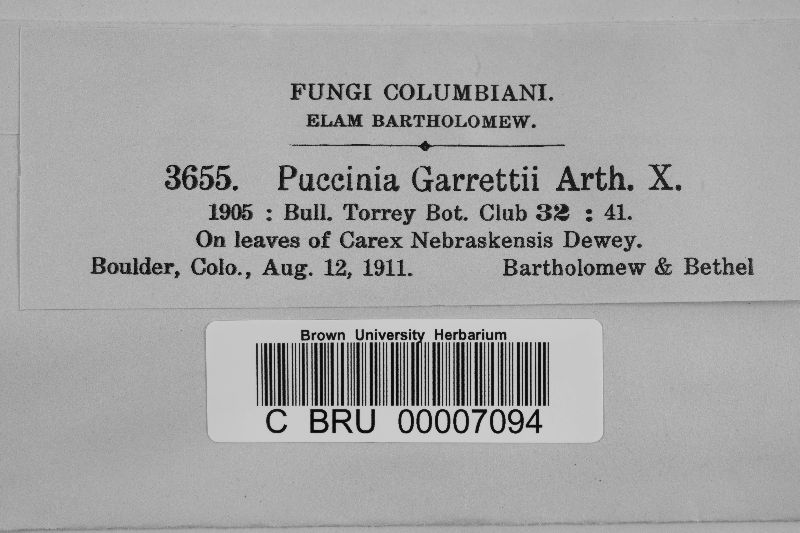 FUNGI COLUMBIANI.
ELAM BARTHOLOMEW.
3655. Puccinia Garrettii Arth. X.
1905 : Bull. Torrey Bot. Club 32 : 41.
On leaves of Carex Nebraskensis Dewey.
Boulder, Colo., Aug. 12, 1911. Bartholomew & Bethel
Brown University Herbarium
C BRU 00007094